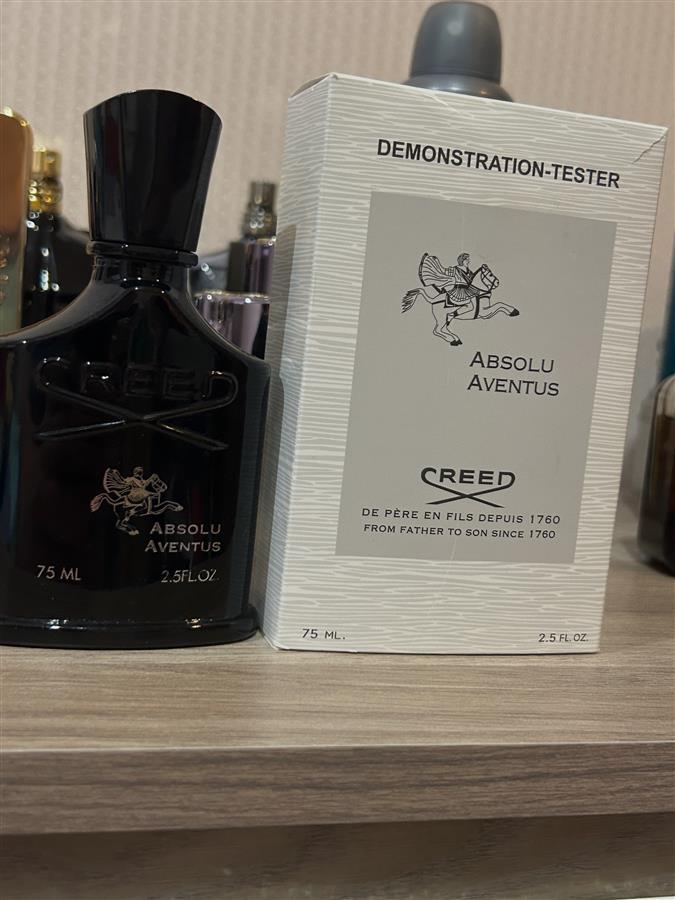 CREED
ABSOLU
AVENTUS
75 ML
2.5FL.OZ.
DEMONSTRATION-TESTER
ABSOLU
AVENTUS
CREED
DE PÈRE EN FILS DEPUIS 1760
FROM FATHER TO SON SINCE 1760
75 ML.
2.5 FL. OZ.